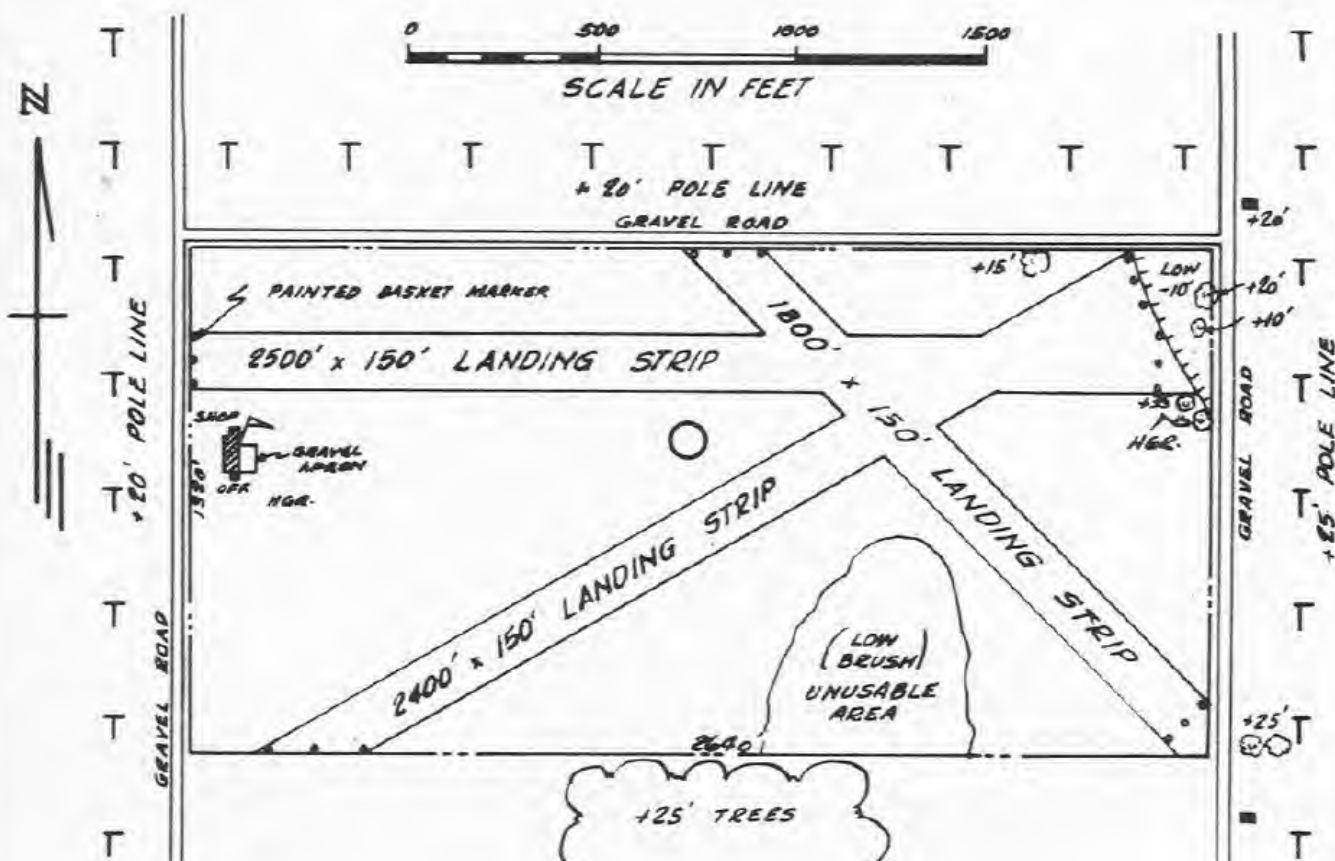 0 500 1000 1500
SCALE IN FEET
N
T T
T T T T T T T T T T T
+ 20' POLE LINE
GRAVEL ROAD
+20'
T T
+15'
LOW
-10'
+20'
+10'
PAINTED BASKET MARKER
+20' POLE LINE
1800' x 150' LANDING STRIP
2500' x 150' LANDING STRIP
T T
+35'
HGR.
SHOP
GRAVEL
APRON
OFF
HGR.
1320'
GRAVEL ROAD
+25' POLE LINE
T T
2400' x 150' LANDING STRIP
T T
(LOW
BRUSH)
UNUSABLE
AREA
GRAVEL ROAD
T T
+25'
2640'
+25' TREES
T T